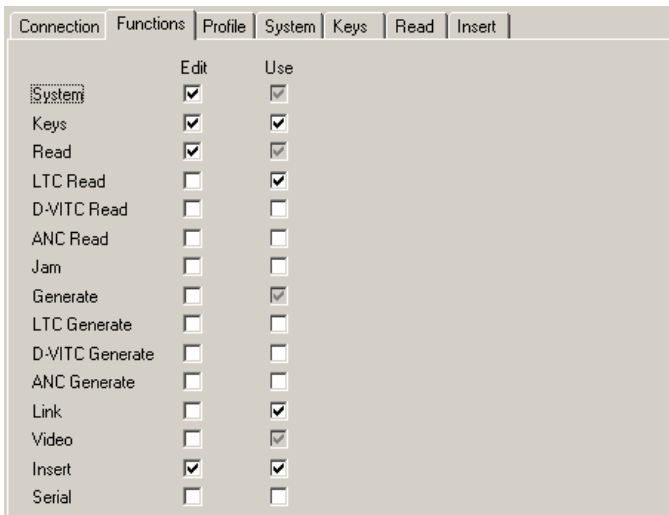 Connection Functions Profile System Keys Read Insert
Edit Use
System
Keys
Read
LTC Read
D-VITC Read
ANC Read
Jam
Generate
LTC Generate
D-VITC Generate
ANC Generate
Link
Video
Insert
Serial